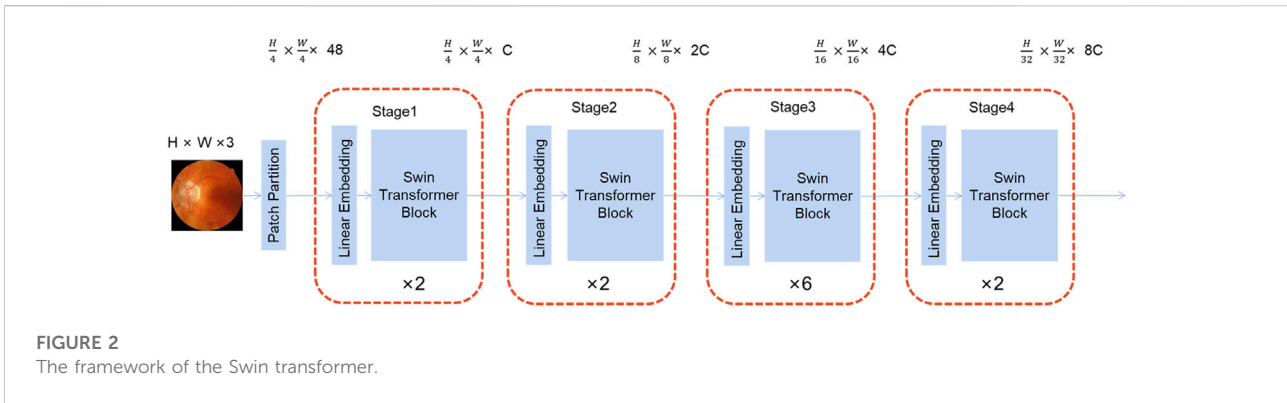 H/4 × W/4 × 48
H/4 × W/4 × C
H/8 × W/8 × 2C
H/16 × W/16 × 4C
H/32 × W/32 × 8C
H × W ×3
Patch Partition
Stage1
Linear Embedding
Swin
Transformer
Block
×2
Stage2
Linear Embedding
Swin
Transformer
Block
×2
Stage3
Linear Embedding
Swin
Transformer
Block
×6
Stage4
Linear Embedding
Swin
Transformer
Block
×2
FIGURE 2
The framework of the Swin transformer.